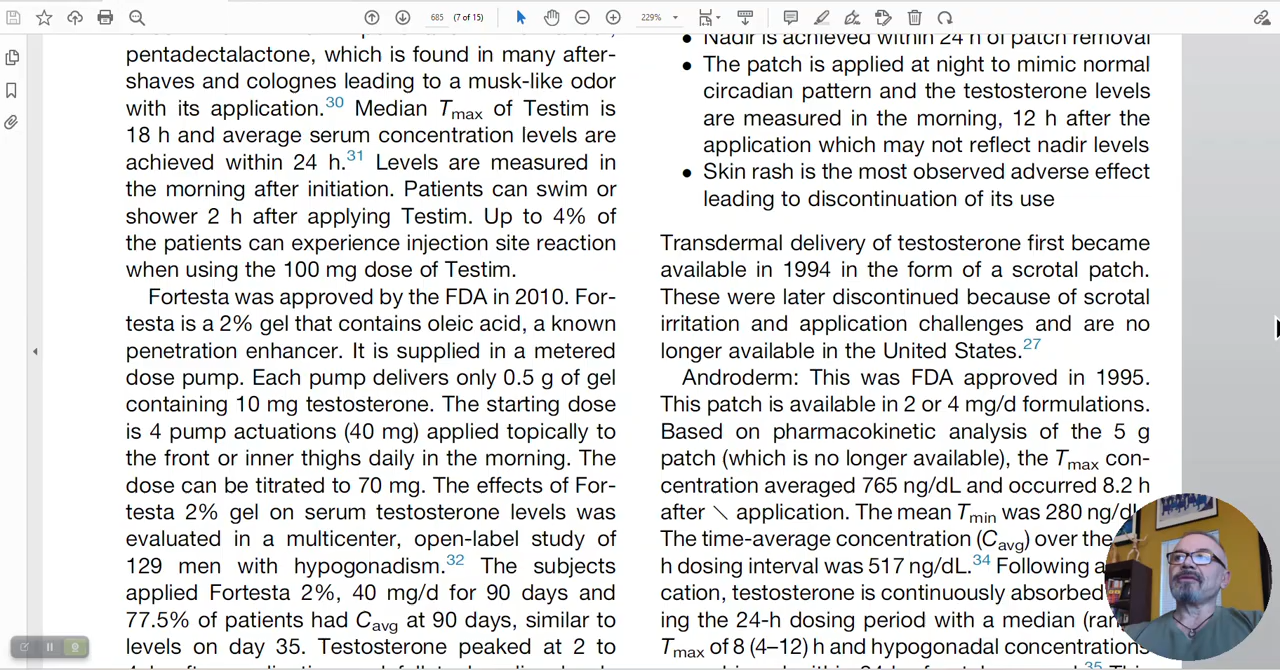 685
(7 of 15)
229%
pentadectalactone, which is found in many after-
shaves and colognes leading to a musk-like odor
with its application.30 Median Tmax of Testim is
18 h and average serum concentration levels are
achieved within 24 h.31 Levels are measured in
the morning after initiation. Patients can swim or
shower 2 h after applying Testim. Up to 4% of
the patients can experience injection site reaction
when using the 100 mg dose of Testim.
Fortesta was approved by the FDA in 2010. For-
testa is a 2% gel that contains oleic acid, a known
penetration enhancer. It is supplied in a metered
dose pump. Each pump delivers only 0.5 g of gel
containing 10 mg testosterone. The starting dose
is 4 pump actuations (40 mg) applied topically to
the front or inner thighs daily in the morning. The
dose can be titrated to 70 mg. The effects of For-
testa 2% gel on serum testosterone levels was
evaluated in a multicenter, open-label study of
129 men with hypogonadism.32 The subjects
applied Fortesta 2%, 40 mg/d for 90 days and
77.5% of patients had Cavg at 90 days, similar to
levels on day 35. Testosterone peaked at 2 to
• Nadir is achieved within 24 h of patch removal
• The patch is applied at night to mimic normal
circadian pattern and the testosterone levels
are measured in the morning, 12 h after the
application which may not reflect nadir levels
• Skin rash is the most observed adverse effect
leading to discontinuation of its use
Transdermal delivery of testosterone first became
available in 1994 in the form of a scrotal patch.
These were later discontinued because of scrotal
irritation and application challenges and are no
longer available in the United States.27
Androderm: This was FDA approved in 1995.
This patch is available in 2 or 4 mg/d formulations.
Based on pharmacokinetic analysis of the 5 g
patch (which is no longer available), the Tmax con-
centration averaged 765 ng/dL and occurred 8.2 h
after \ application. The mean Tmin was 280 ng/dL
The time-average concentration (Cavg) over the
h dosing interval was 517 ng/dL.34 Following a
cation, testosterone is continuously absorbed
ing the 24-h dosing period with a median (ran
Tmax of 8 (4–12) h and hypogonadal concentrations